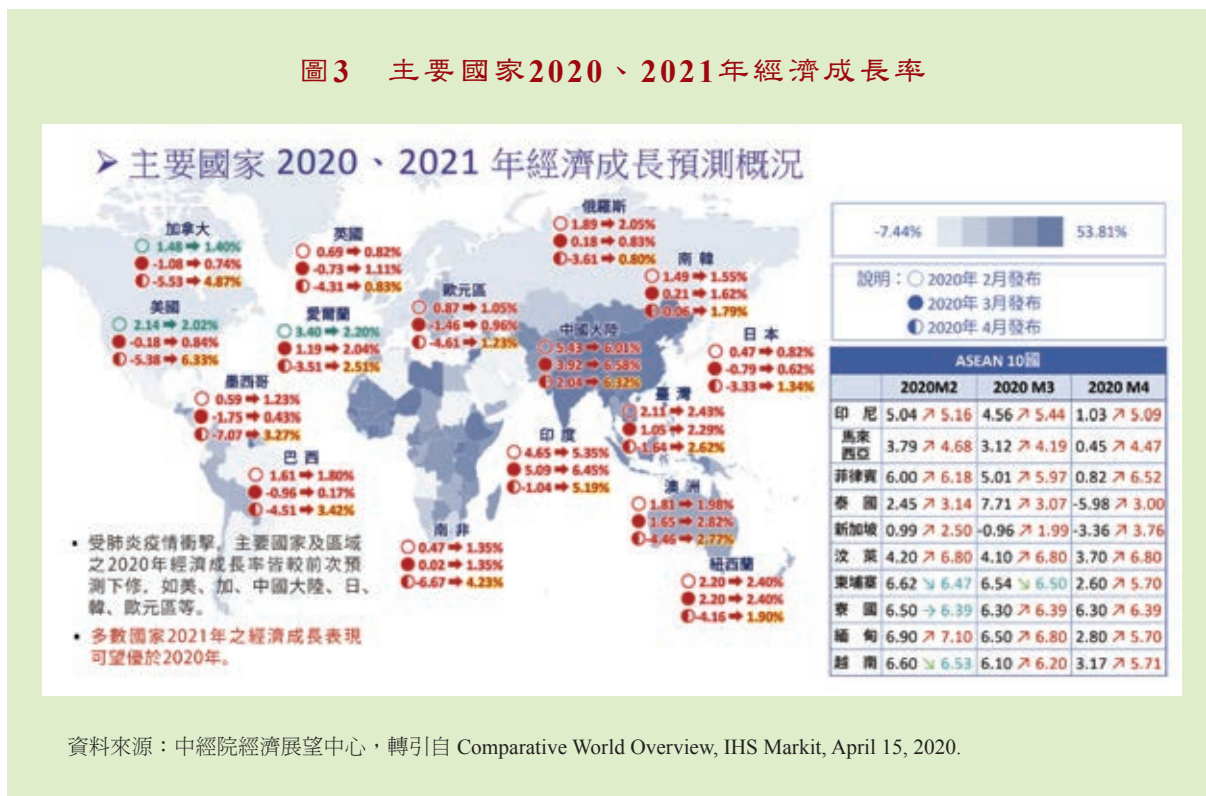 圖3 主要國家2020、2021年經濟成長率
➤ 主要國家 2020、2021 年經濟成長預測概況
加拿大
○ 1.48 ➡ 1.40%
● -1.08 ➡ 0.74%
◐ -5.53 ➡ 4.87%
美國
○ 2.14 ➡ 2.02%
● -0.18 ➡ 0.84%
◐ -5.38 ➡ 6.33%
墨西哥
○ 0.59 ➡ 1.23%
● -1.75 ➡ 0.43%
◐ -7.07 ➡ 3.27%
巴西
○ 1.61 ➡ 1.80%
● -0.96 ➡ 0.17%
◐ -4.51 ➡ 3.42%
英國
○ 0.69 ➡ 0.82%
● -0.73 ➡ 1.11%
◐ -4.31 ➡ 0.83%
愛爾蘭
○ 3.40 ➡ 2.20%
● 1.19 ➡ 2.04%
◐ -3.51 ➡ 2.51%
歐元區
○ 0.87 ➡ 1.05%
● -1.46 ➡ 0.96%
◐ -4.61 ➡ 1.23%
俄羅斯
○ 1.89 ➡ 2.05%
● 0.18 ➡ 0.83%
◐ -3.61 ➡ 0.80%
南韓
○ 1.49 ➡ 1.55%
● 0.21 ➡ 1.62%
◐ 0.06 ➡ 1.79%
中國大陸
○ 5.43 ➡ 6.01%
● 3.92 ➡ 6.58%
◐ 2.04 ➡ 6.32%
日本
○ 0.47 ➡ 0.82%
● -0.79 ➡ 0.62%
◐ -3.33 ➡ 1.34%
臺灣
○ 2.11 ➡ 2.43%
● 1.05 ➡ 2.29%
◐ -1.64 ➡ 2.62%
印度
○ 4.65 ➡ 5.35%
● 5.09 ➡ 6.45%
◐ -1.04 ➡ 5.19%
南非
○ 0.47 ➡ 1.35%
● 0.02 ➡ 1.35%
◐ -6.67 ➡ 4.23%
澳洲
○ 1.81 ➡ 1.98%
● 1.65 ➡ 2.82%
◐ -4.46 ➡ 2.77%
紐西蘭
○ 2.20 ➡ 2.40%
● 2.20 ➡ 2.40%
◐ -4.16 ➡ 1.90%
• 受肺炎疫情衝擊，主要國家及區域
之2020年經濟成長率皆較前次預
測下修，如美、加、中國大陸、日、
韓、歐元區等。
• 多數國家2021年之經濟成長表現
可望優於2020年。
-7.44% 53.81%
說明：○ 2020年 2月發布
● 2020年 3月發布
◐ 2020年 4月發布
ASEAN 10國
2020M2 2020 M3 2020 M4
印尼 5.04 ↗ 5.16 4.56 ↗ 5.44 1.03 ↗ 5.09
馬來
西亞 3.79 ↗ 4.68 3.12 ↗ 4.19 0.45 ↗ 4.47
菲律賓 6.00 ↗ 6.18 5.01 ↗ 5.97 0.82 ↗ 6.52
泰國 2.45 ↗ 3.14 7.71 ↗ 3.07 -5.98 ↗ 3.00
新加坡 0.99 ↗ 2.50 -0.96 ↗ 1.99 -3.36 ↗ 3.76
汶萊 4.20 ↗ 6.80 4.10 ↗ 6.80 3.70 ↗ 6.80
柬埔寨 6.62 ↘ 6.47 6.54 ↘ 6.50 2.60 ↗ 5.70
寮國 6.50 → 6.39 6.30 ↗ 6.39 6.30 ↗ 6.39
緬甸 6.90 ↗ 7.10 6.50 ↗ 6.80 2.80 ↗ 5.70
越南 6.60 ↘ 6.53 6.10 ↗ 6.20 3.17 ↗ 5.71
資料來源：中經院經濟展望中心，轉引自 Comparative World Overview, IHS Markit, April 15, 2020.